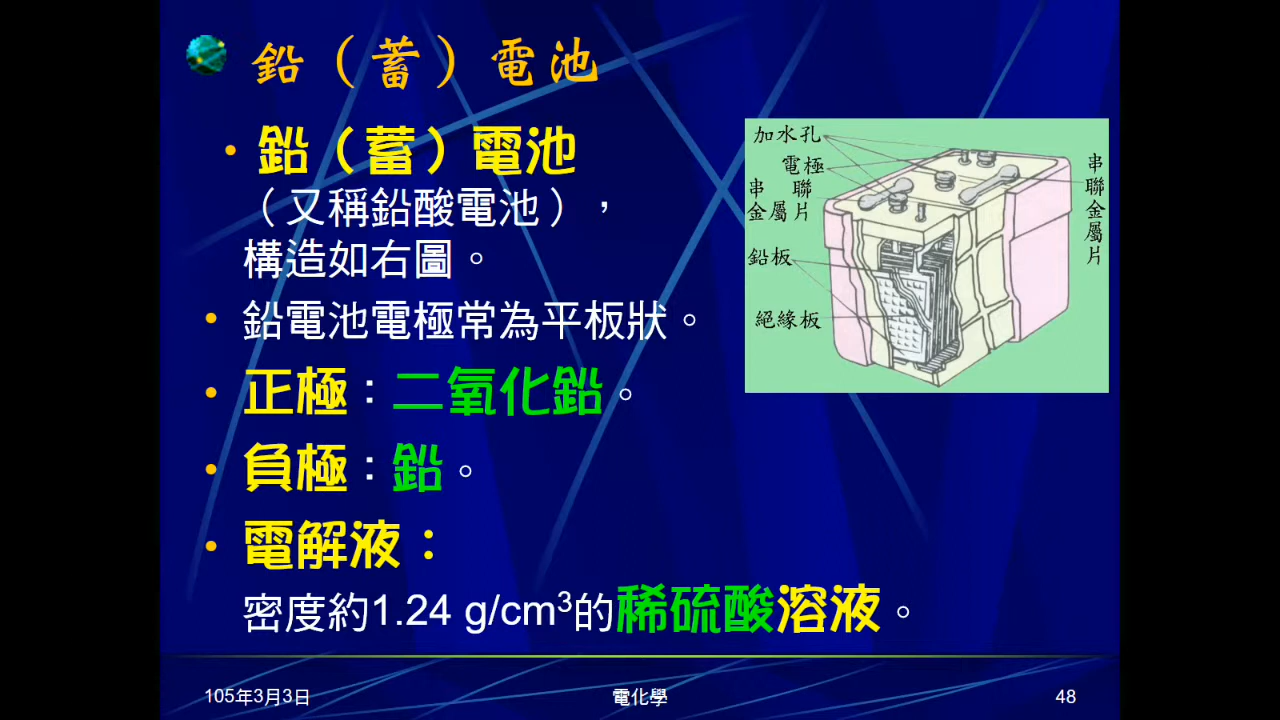 鉛（蓄）電池
• 鉛（蓄）電池
（又稱鉛酸電池），
構造如右圖。
• 鉛電池電極常為平板狀。
• 正極：二氧化鉛。
• 負極：鉛。
• 電解液：
密度約1.24 g/cm³的稀硫酸溶液。
加水孔
電極
串聯
金屬片
鉛板
絕緣板
串聯金屬片
105年3月3日
電化學
48